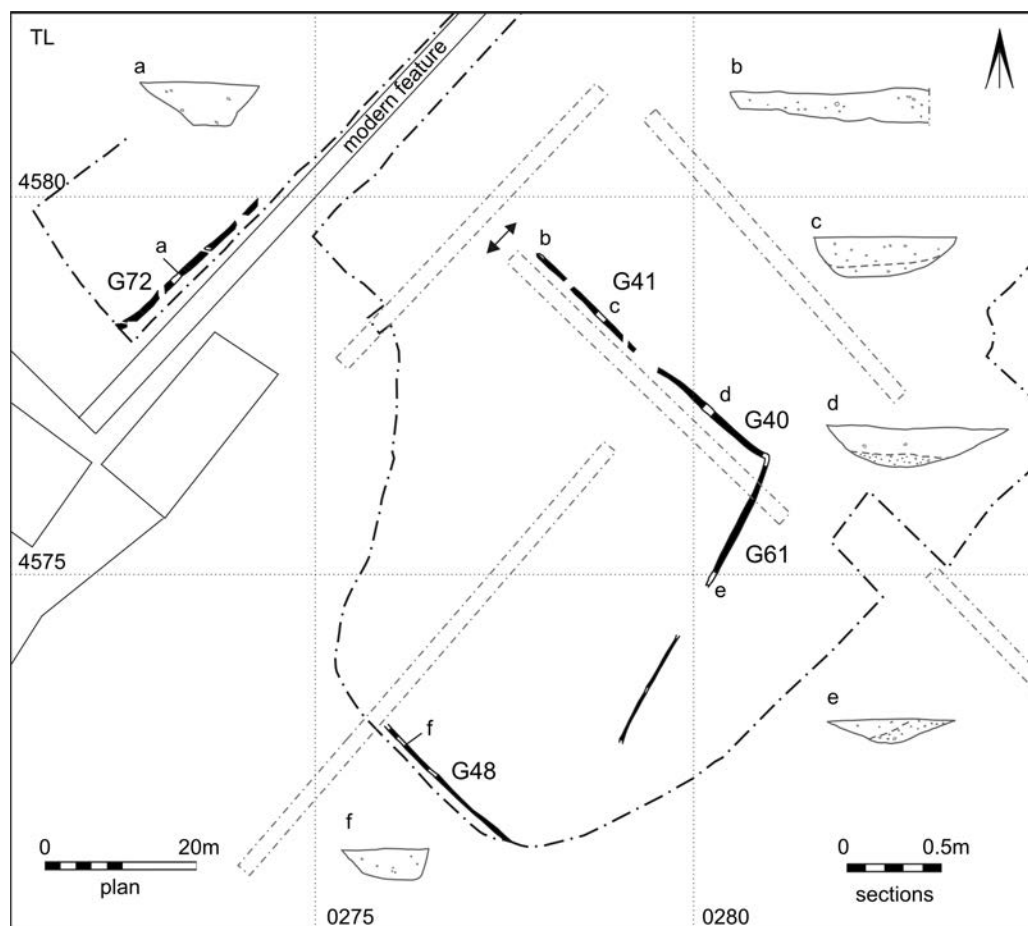 TL
a
b
modern feature
4580
a
G72
b
G41
c
c
d
G40
d
G61
4575
e
e
f
G48
f
0
20m
plan
0
0.5m
sections
0275
0280